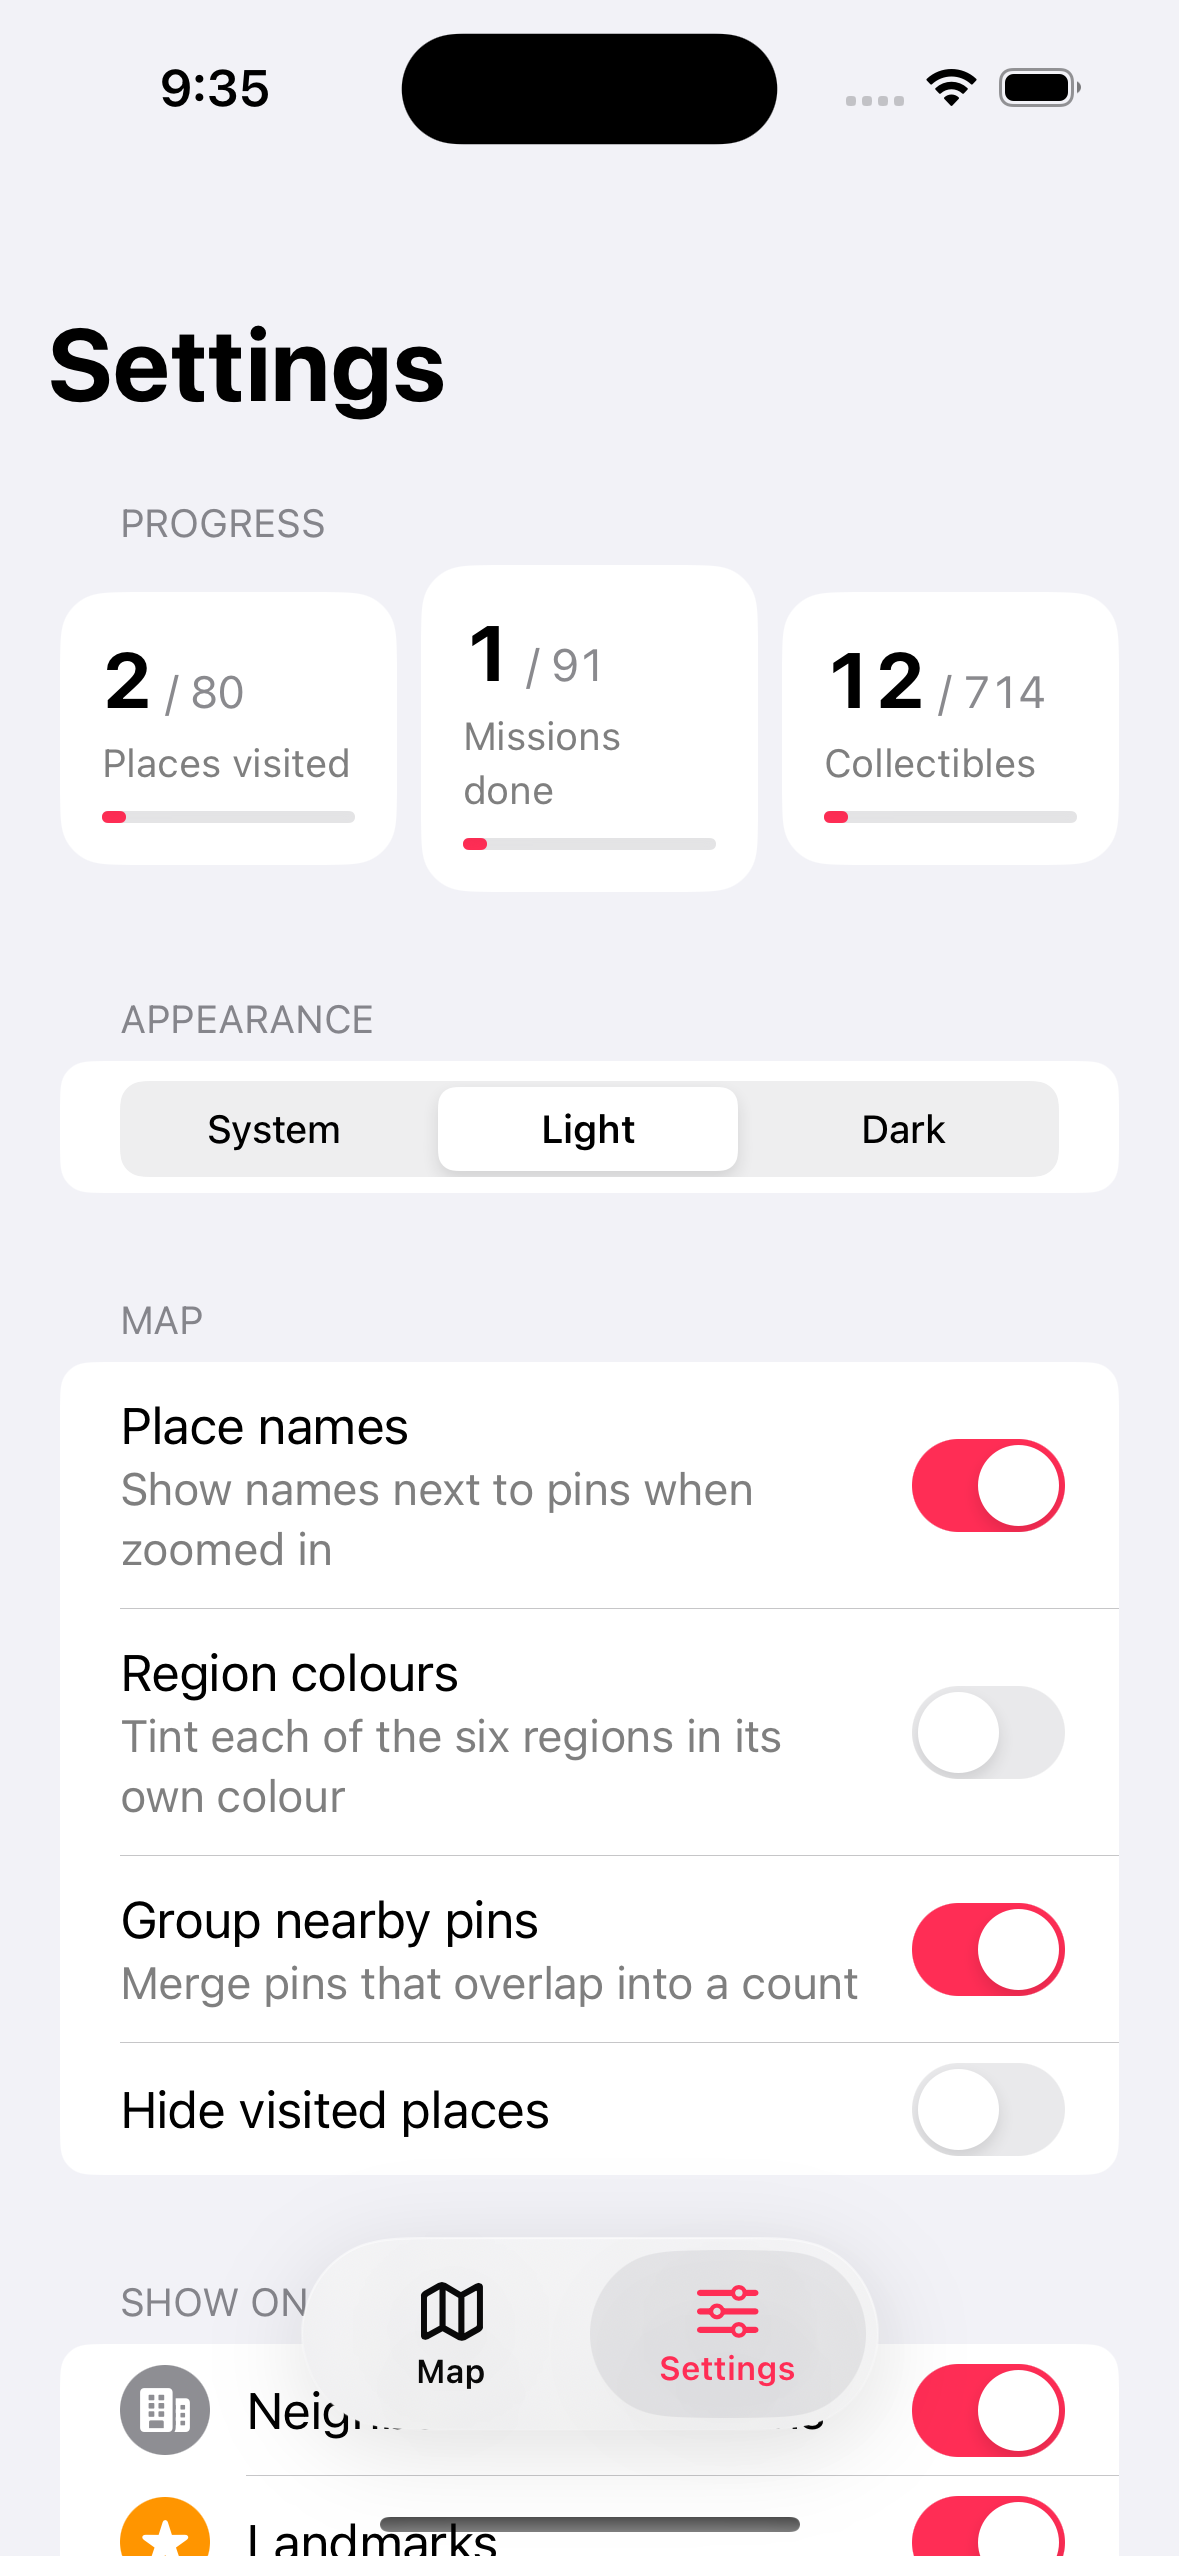 9:35
Settings
PROGRESS
2 / 80
Places visited
1 / 91
Missions
done
12 / 714
Collectibles
APPEARANCE
System
Light
Dark
MAP
Place names
Show names next to pins when
zoomed in
Region colours
Tint each of the six regions in its
own colour
Group nearby pins
Merge pins that overlap into a count
Hide visited places
SHOW ON
Map
Settings
Landmarks